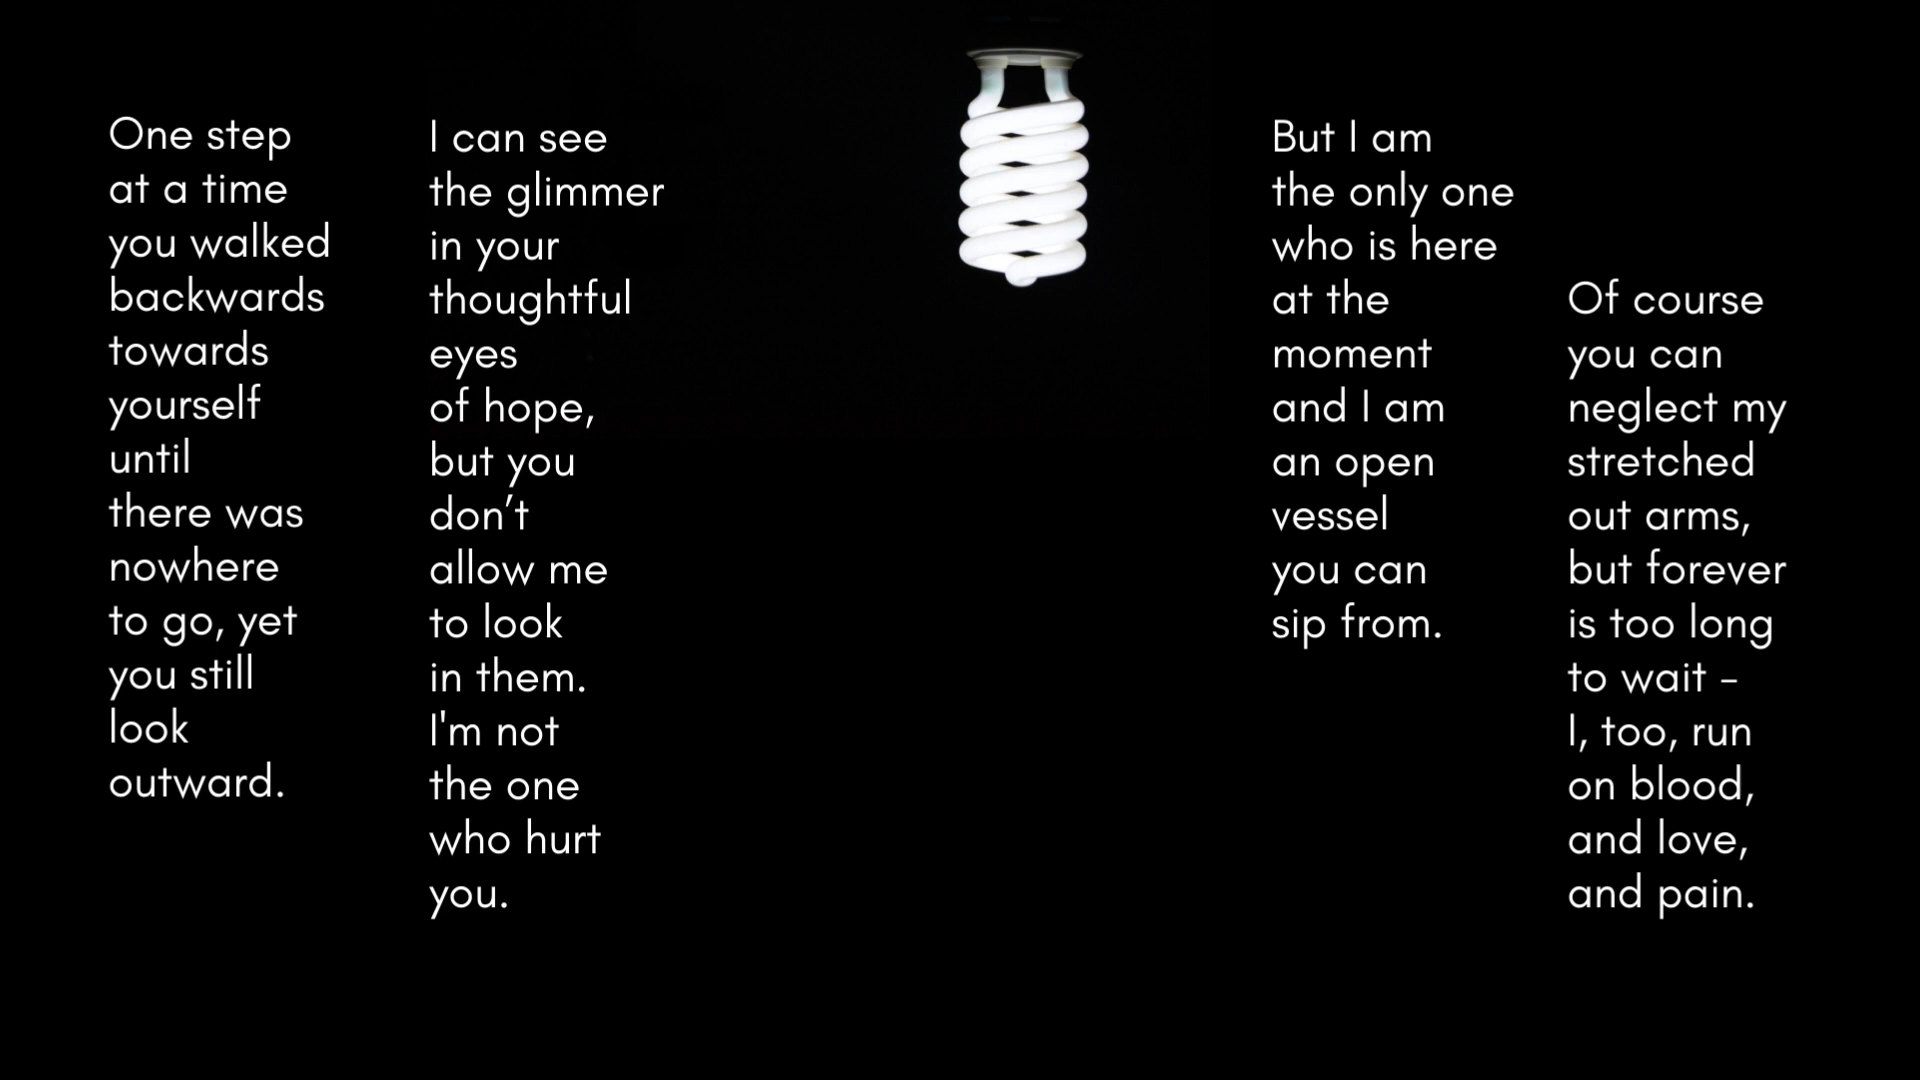 One step
at a time
you walked
backwards
towards
yourself
until
there was
nowhere
to go, yet
you still
look
outward.
I can see
the glimmer
in your
thoughtful
eyes
of hope,
but you
don’t
allow me
to look
in them.
I'm not
the one
who hurt
you.
But I am
the only one
who is here
at the
moment
and I am
an open
vessel
you can
sip from.
Of course
you can
neglect my
stretched
out arms,
but forever
is too long
to wait –
I, too, run
on blood,
and love,
and pain.